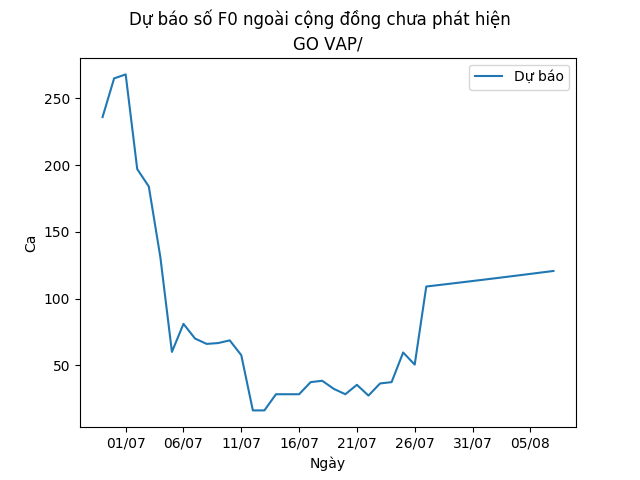 Dự báo số F0 ngoài cộng đồng chưa phát hiện
GO VAP/
Dự báo
Ca
250
200
150
100
50
01/07 06/07 11/07 16/07 21/07 26/07 31/07 05/08
Ngày